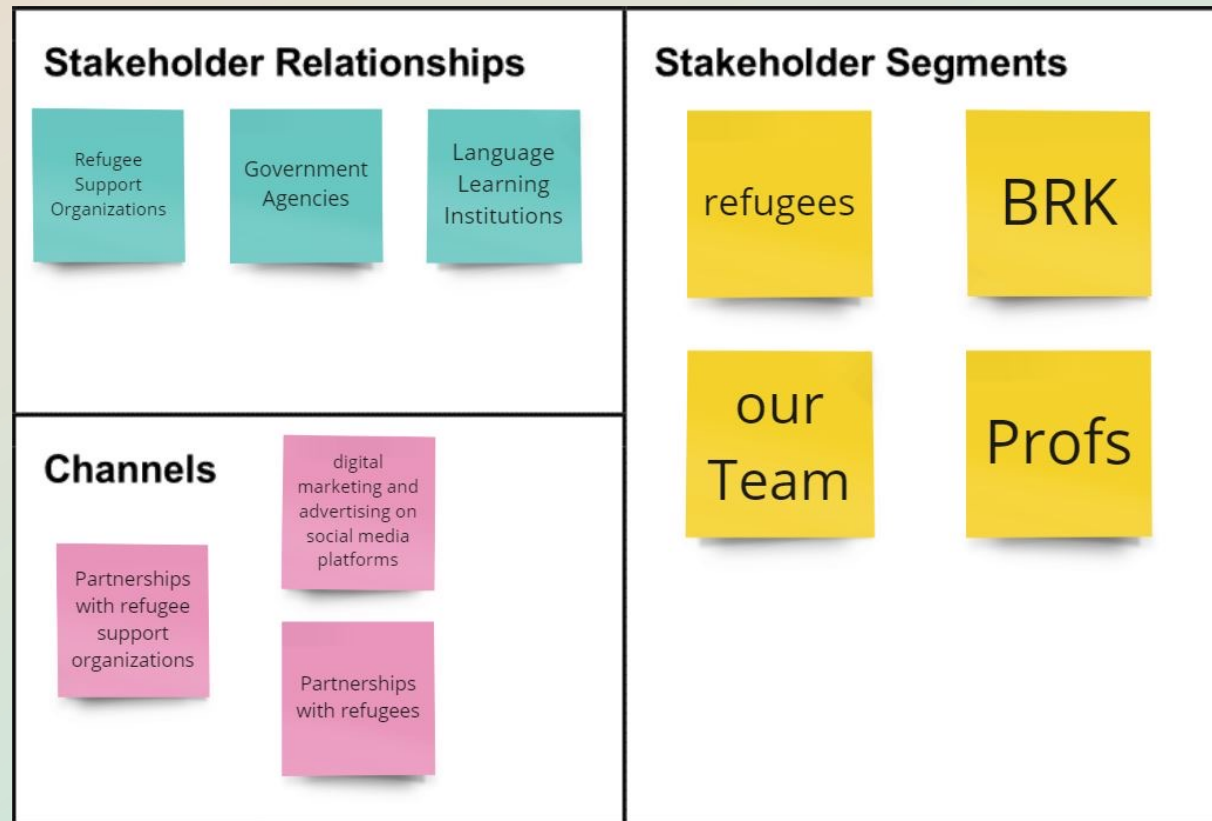 Stakeholder Relationships
Refugee
Support
Organizations
Government
Agencies
Language
Learning
Institutions
Stakeholder Segments
refugees
BRK
our
Team
Profs
Channels
digital
marketing and
advertising on
social media
platforms
Partnerships
with refugee
support
organizations
Partnerships
with refugees